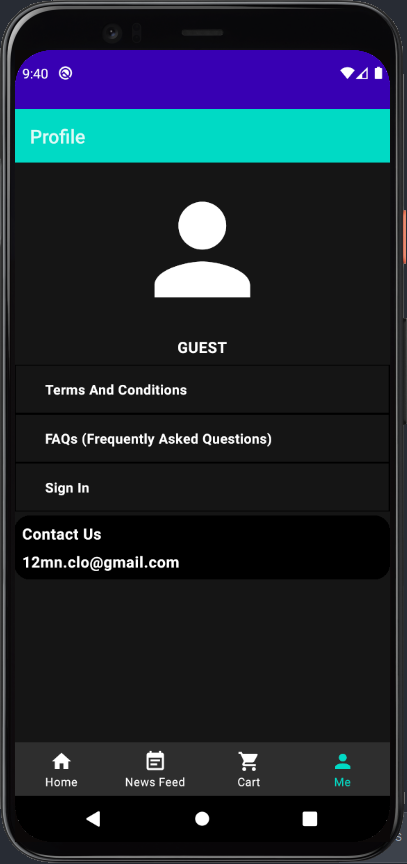 9:40
Profile
GUEST
Terms And Conditions
FAQs (Frequently Asked Questions)
Sign In
Contact Us
12mn.clo@gmail.com
Home News Feed Cart Me
s